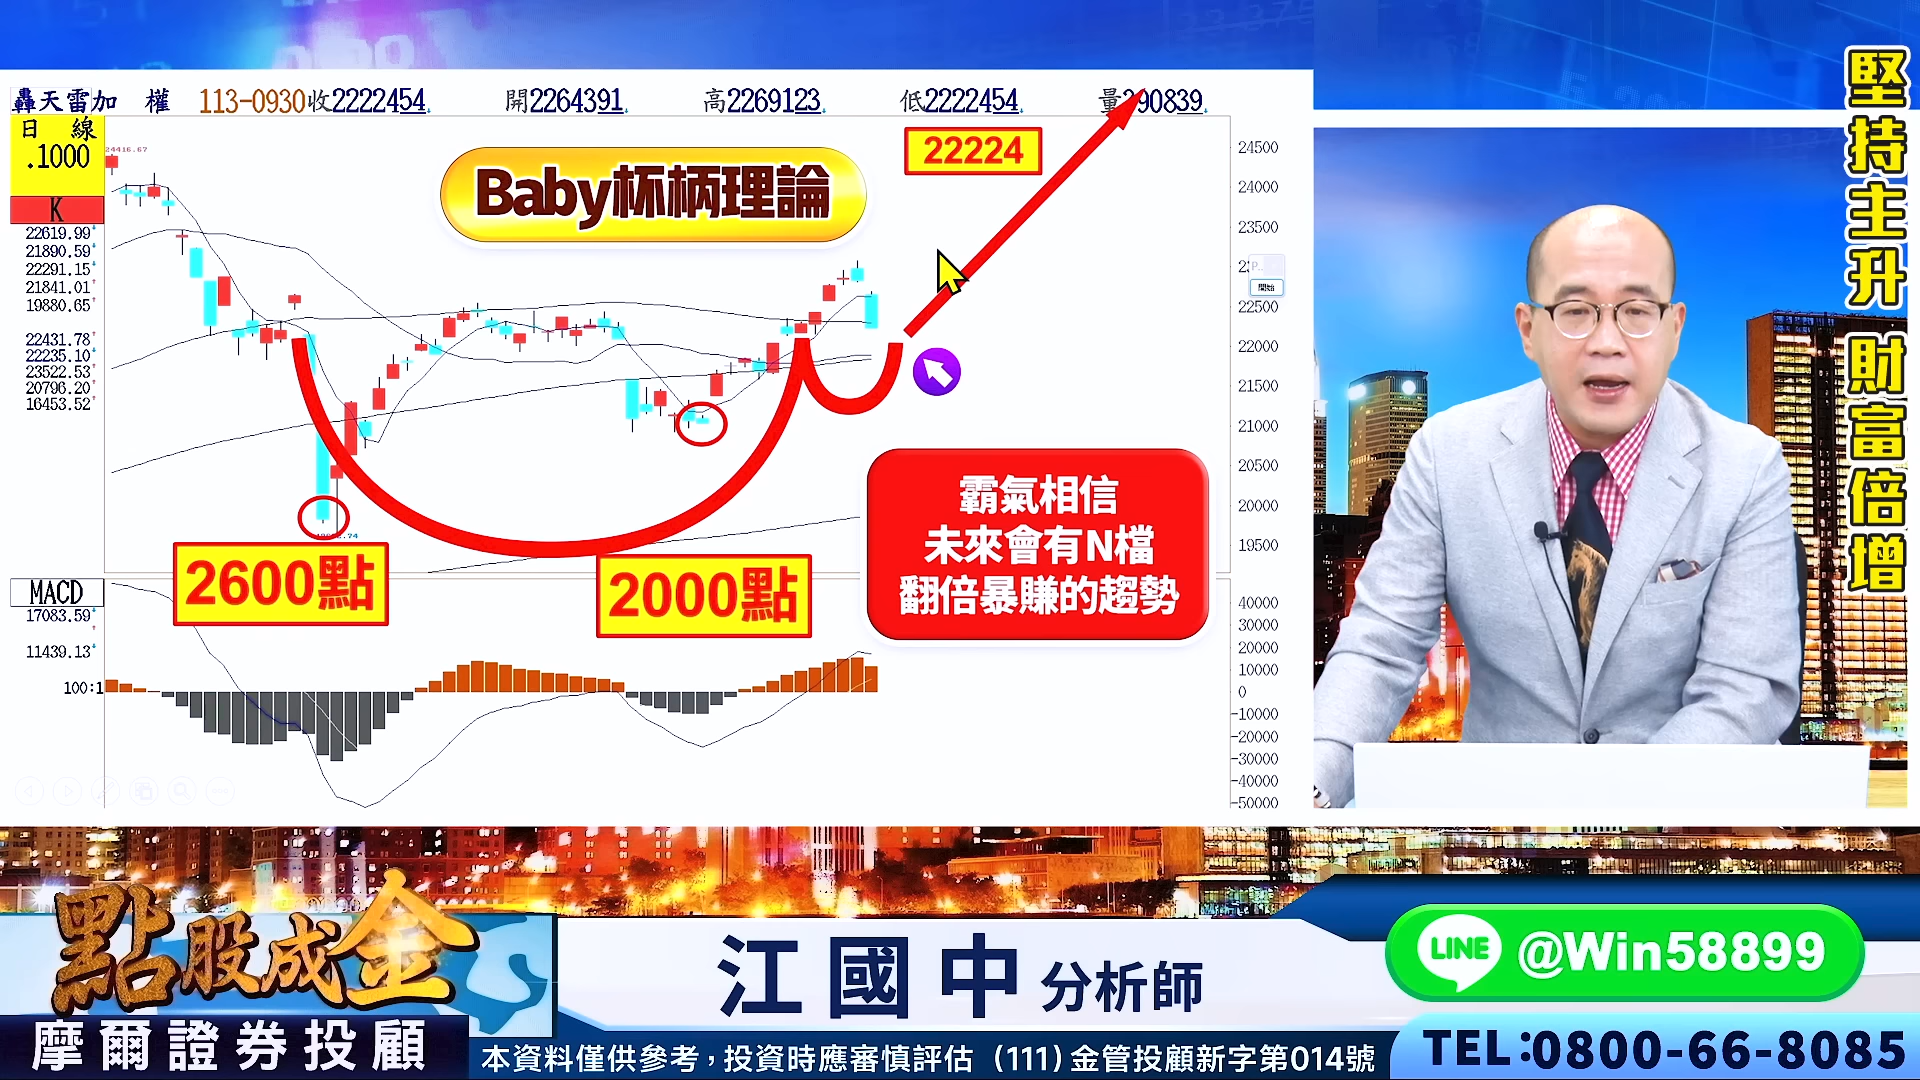 轟天雷加 權 113-0930收2222454 開2264391 高2269123 低2222454 量390839
日 線
.1000
K
22619.99
21890.59
22291.15
21841.01
19880.65
22431.78
22235.10
23522.53
20796.20
16453.52
24416.67
Baby杯柄理論
22224
24500
24000
23500
22500
22000
21500
21000
20500
20000
19500
開始
霸氣相信
未來會有N檔
翻倍暴賺的趨勢
2600點
2000點
MACD
17083.59
11439.13
100:1
40000
30000
20000
10000
0
-10000
-20000
-30000
-40000
-50000
堅持主升 財富倍增
點股成金
摩爾證券投顧
江國中 分析師
本資料僅供參考，投資時應審慎評估 (111) 金管投顧新字第014號
LINE @Win58899
TEL:0800-66-8085